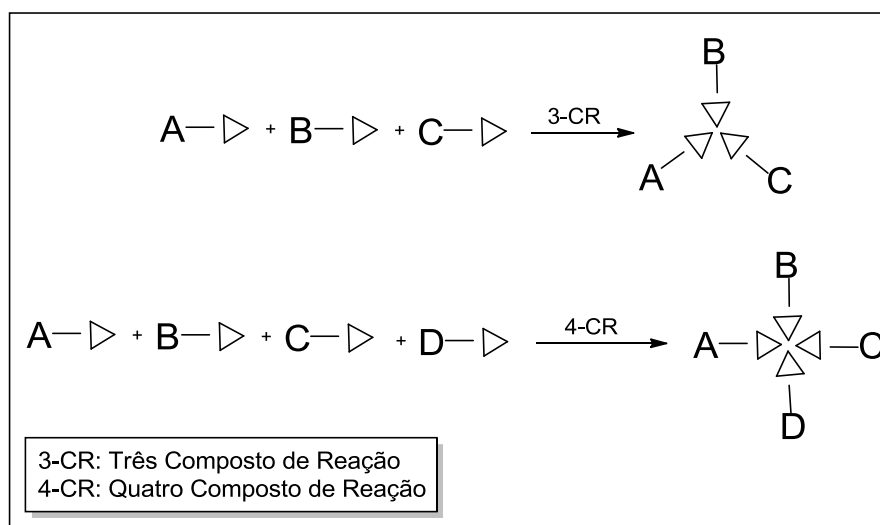 B
A + B + C 3-CR
A C
B
A + B + C + D 4-CR A C
D
3-CR: Três Composto de Reação
4-CR: Quatro Composto de Reação